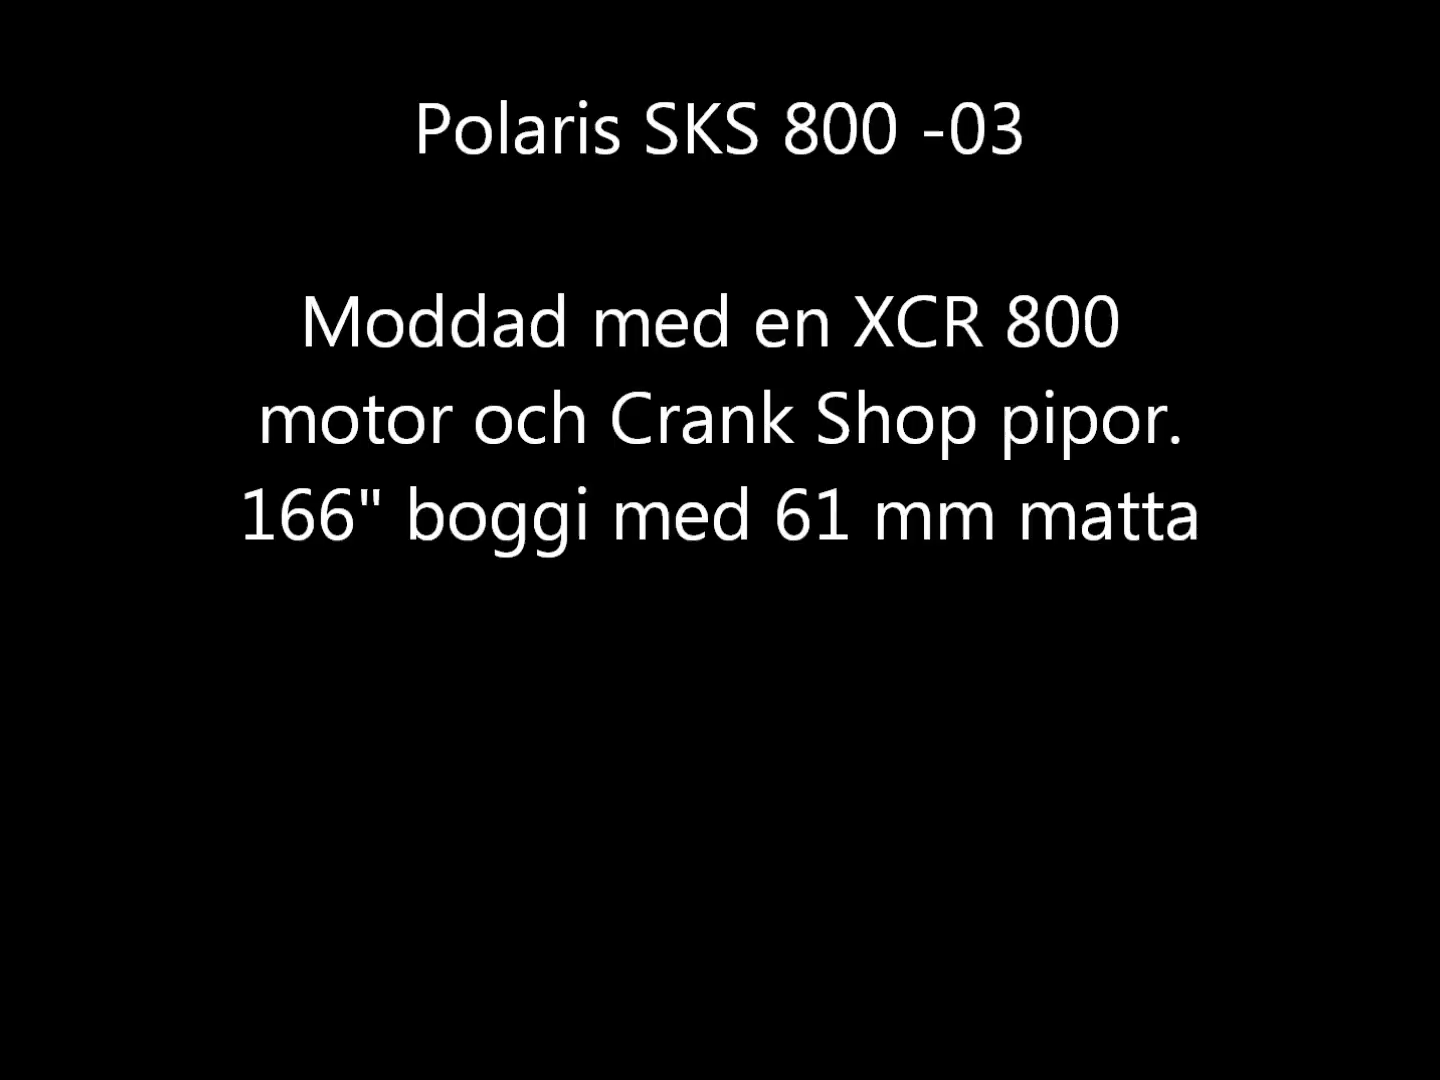 Polaris SKS 800 -03
Moddad med en XCR 800
motor och Crank Shop pipor.
166" boggi med 61 mm matta